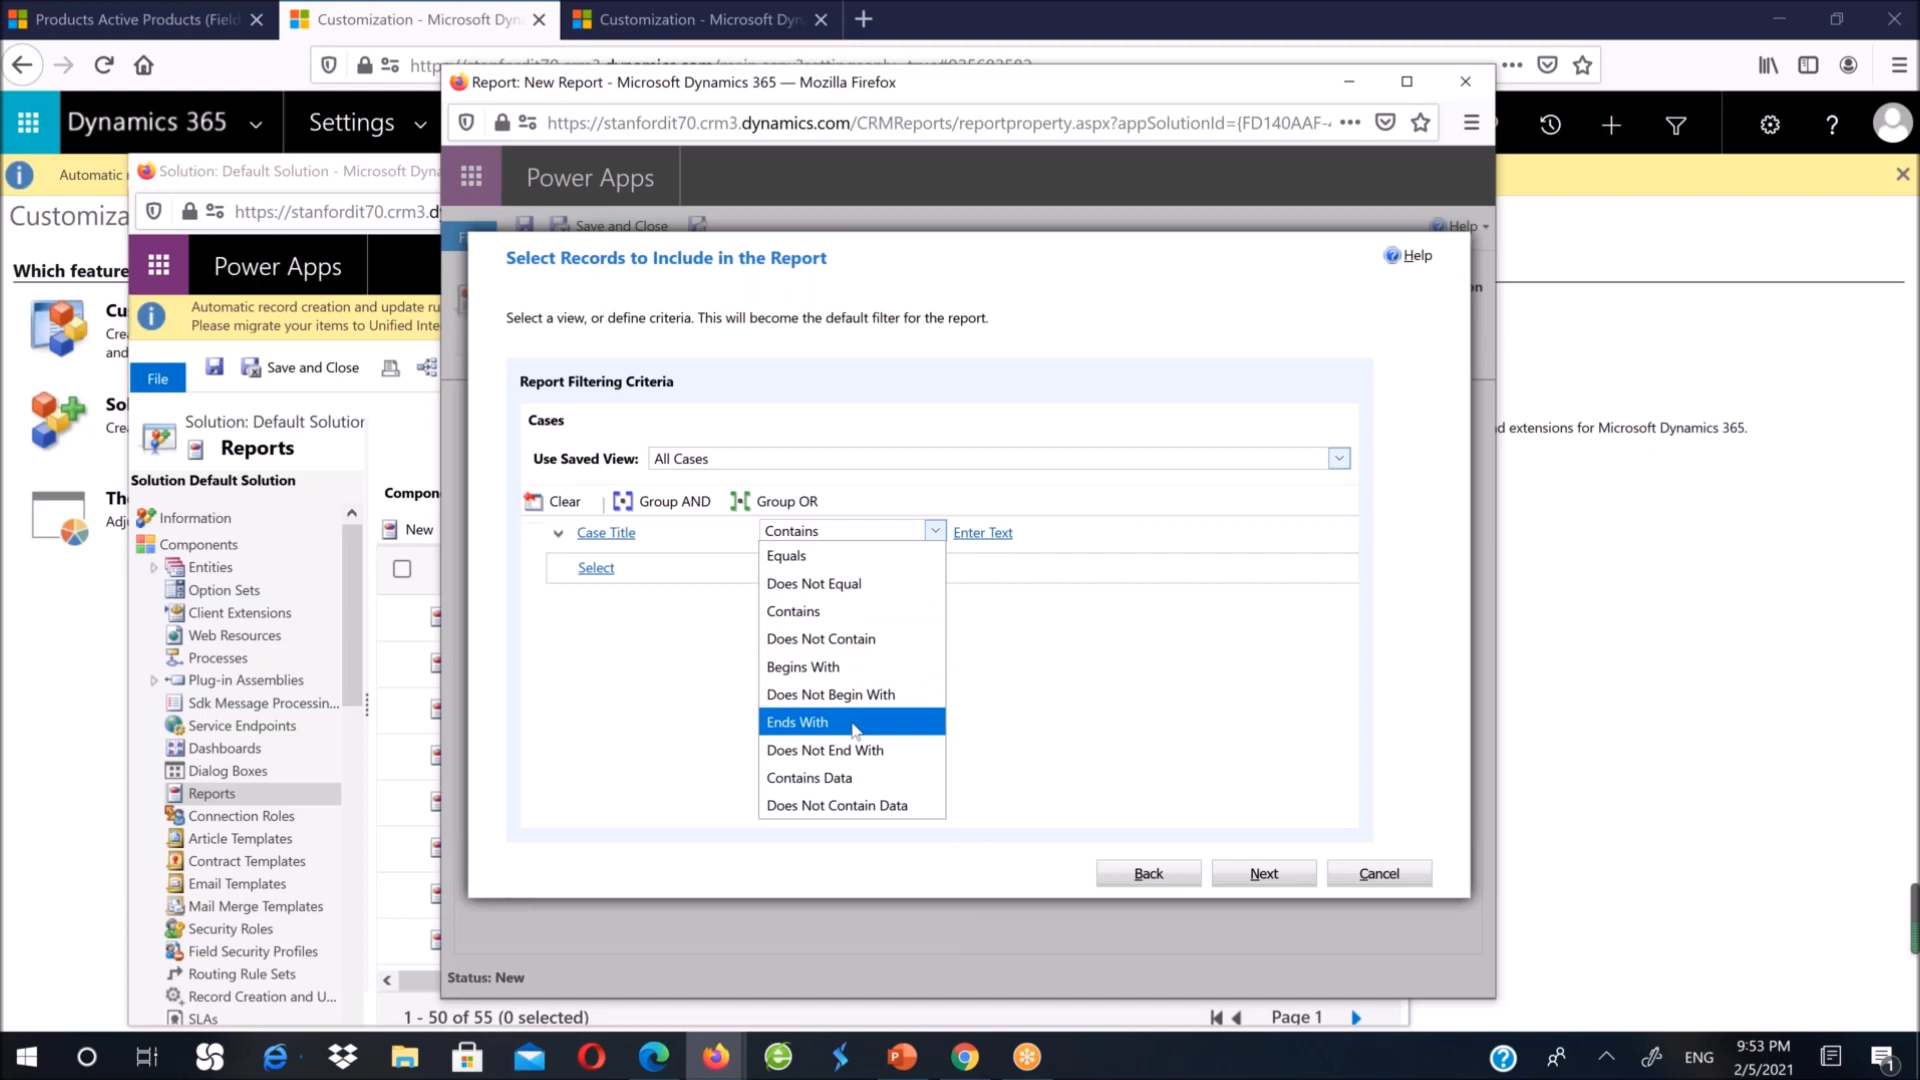 Products Active Products (Field
Customization - Microsoft Dyn
Customization - Microsoft Dyn
Report: New Report - Microsoft Dynamics 365 — Mozilla Firefox
https://stanfordit70.crm3.dynamics.com/CRMReports/reportproperty.aspx?appSolutionId={FD140AAF-
Dynamics 365
Settings
Power Apps
Automatic
Customiza
Which feature
Cu
Cre
and
So
Cre
Th
Adj
Solution: Default Solution - Microsoft Dyna
https://stanfordit70.crm3.d
Power Apps
Automatic record creation and update ru
Please migrate your items to Unified Inte
File
Save and Close
Solution: Default Solution
Reports
Solution Default Solution
Information
Components
Entities
Option Sets
Client Extensions
Web Resources
Processes
Plug-in Assemblies
Sdk Message Processin...
Service Endpoints
Dashboards
Dialog Boxes
Reports
Connection Roles
Article Templates
Contract Templates
Email Templates
Mail Merge Templates
Security Roles
Field Security Profiles
Routing Rule Sets
Record Creation and U...
SLAs
Compon
New
Save and Close
Help
Select Records to Include in the Report
Help
Select a view, or define criteria. This will become the default filter for the report.
Report Filtering Criteria
Cases
Use Saved View: All Cases
Clear Group AND Group OR
Case Title Contains Enter Text
Select
Equals
Does Not Equal
Contains
Does Not Contain
Begins With
Does Not Begin With
Ends With
Does Not End With
Contains Data
Does Not Contain Data
Back Next Cancel
Status: New
d extensions for Microsoft Dynamics 365.
1 - 50 of 55 (0 selected)
Page 1
ENG
9:53 PM
2/5/2021
1